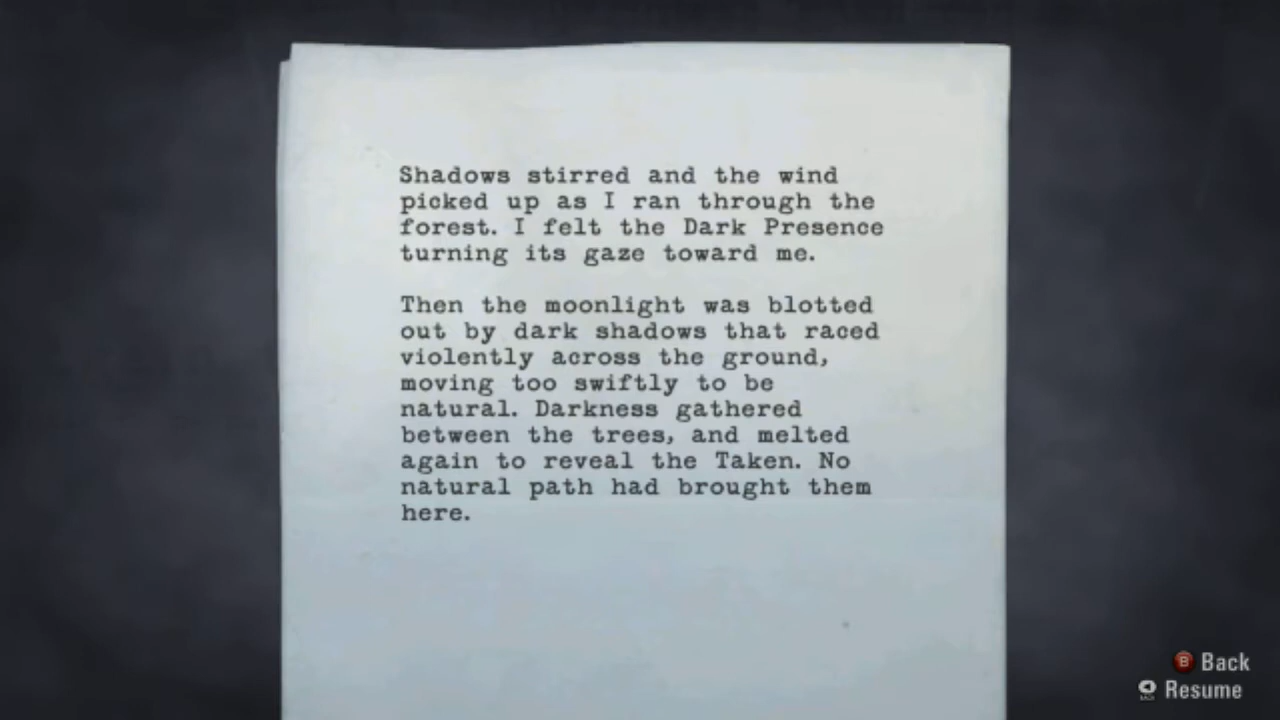 Shadows stirred and the wind
picked up as I ran through the
forest. I felt the Dark Presence
turning its gaze toward me.
Then the moonlight was blotted
out by dark shadows that raced
violently across the ground,
moving too swiftly to be
natural. Darkness gathered
between the trees, and melted
again to reveal the Taken. No
natural path had brought them
here.
B Back
Resume